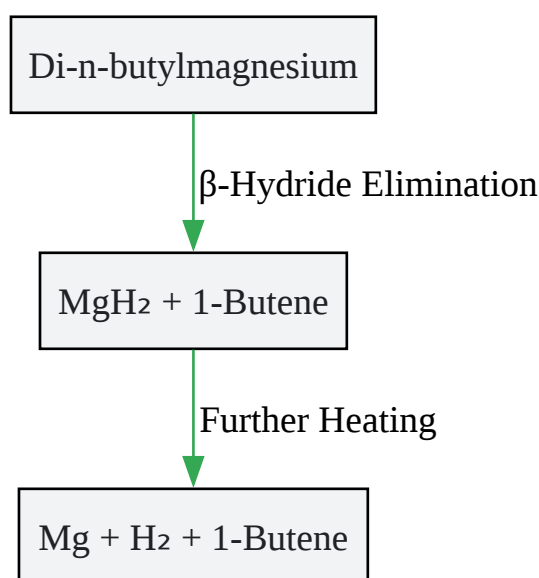 Di-n-butylmagnesium
β-Hydride Elimination
MgH₂ + 1-Butene
Further Heating
Mg + H₂ + 1-Butene